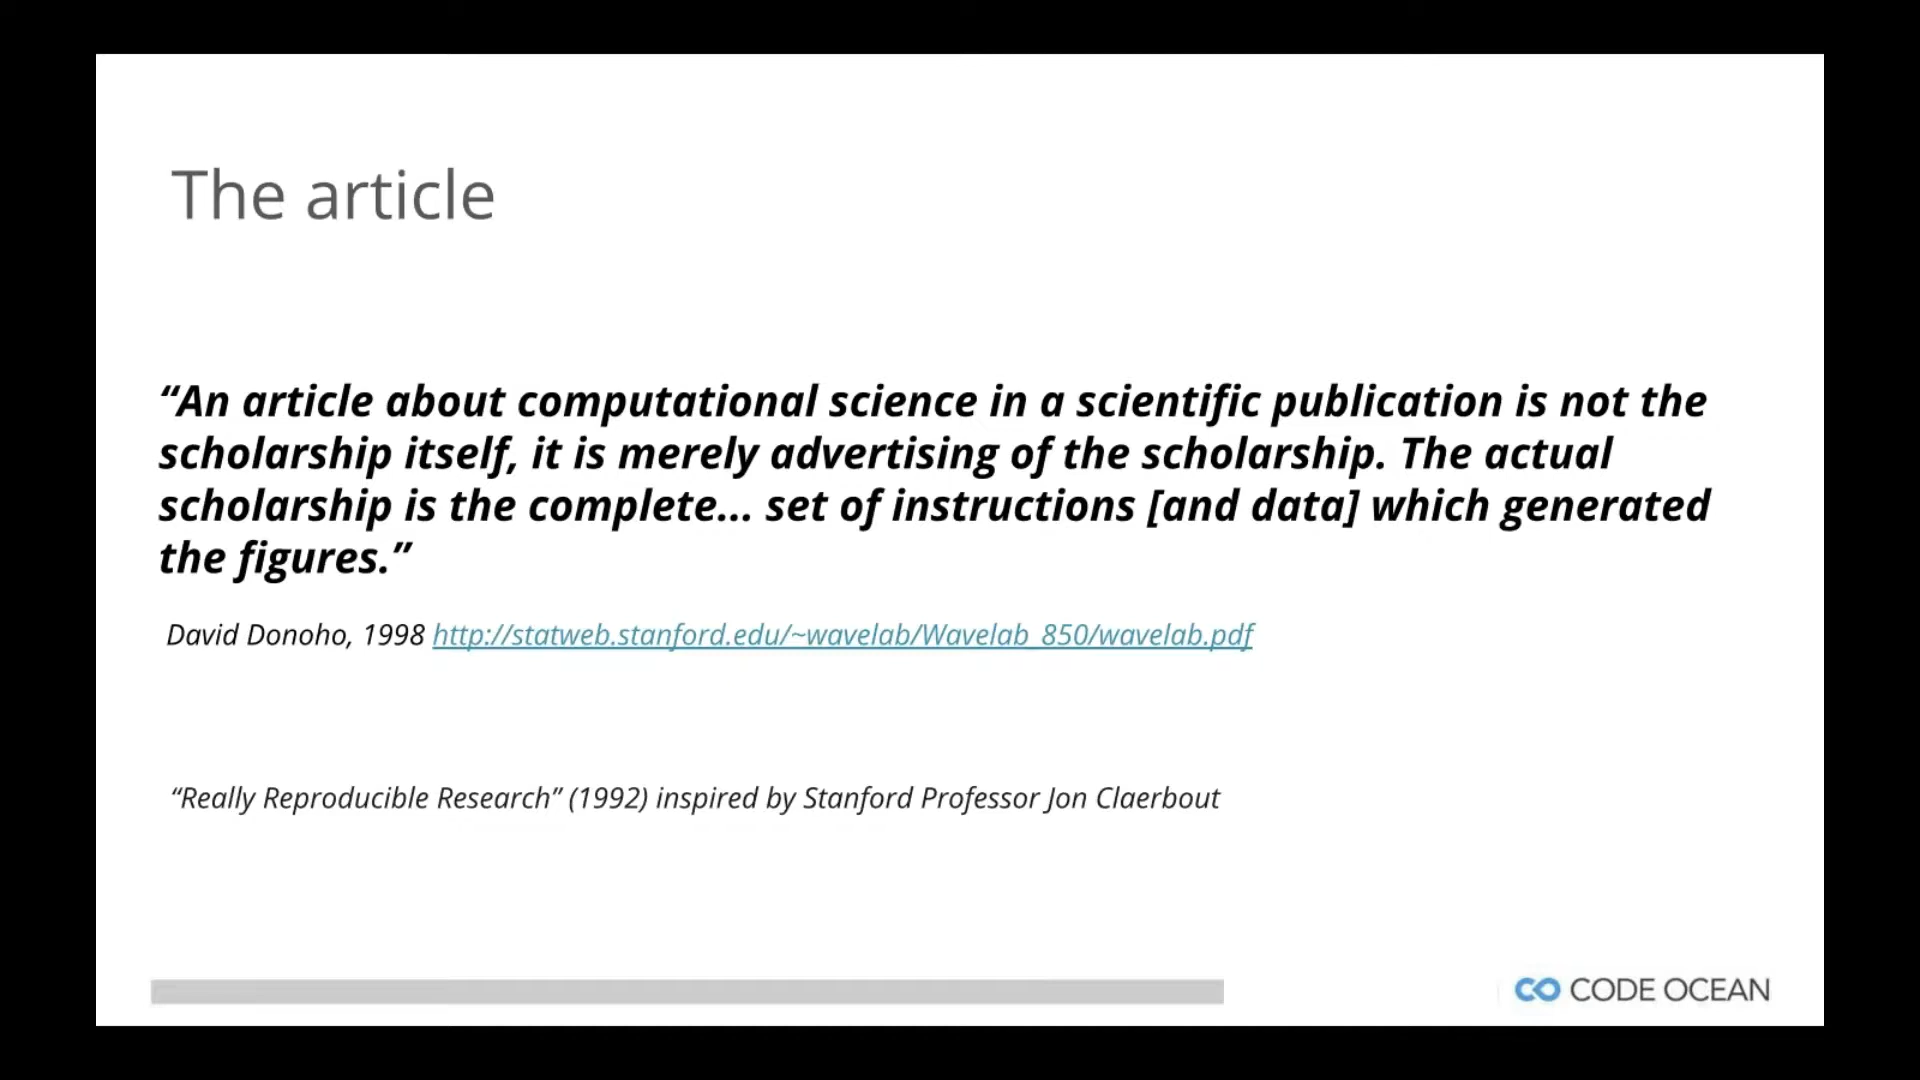 The article
“An article about computational science in a scientific publication is not the
scholarship itself, it is merely advertising of the scholarship. The actual
scholarship is the complete... set of instructions [and data] which generated
the figures.”
David Donoho, 1998 http://statweb.stanford.edu/~wavelab/Wavelab_850/wavelab.pdf
“Really Reproducible Research” (1992) inspired by Stanford Professor Jon Claerbout
CODE OCEAN